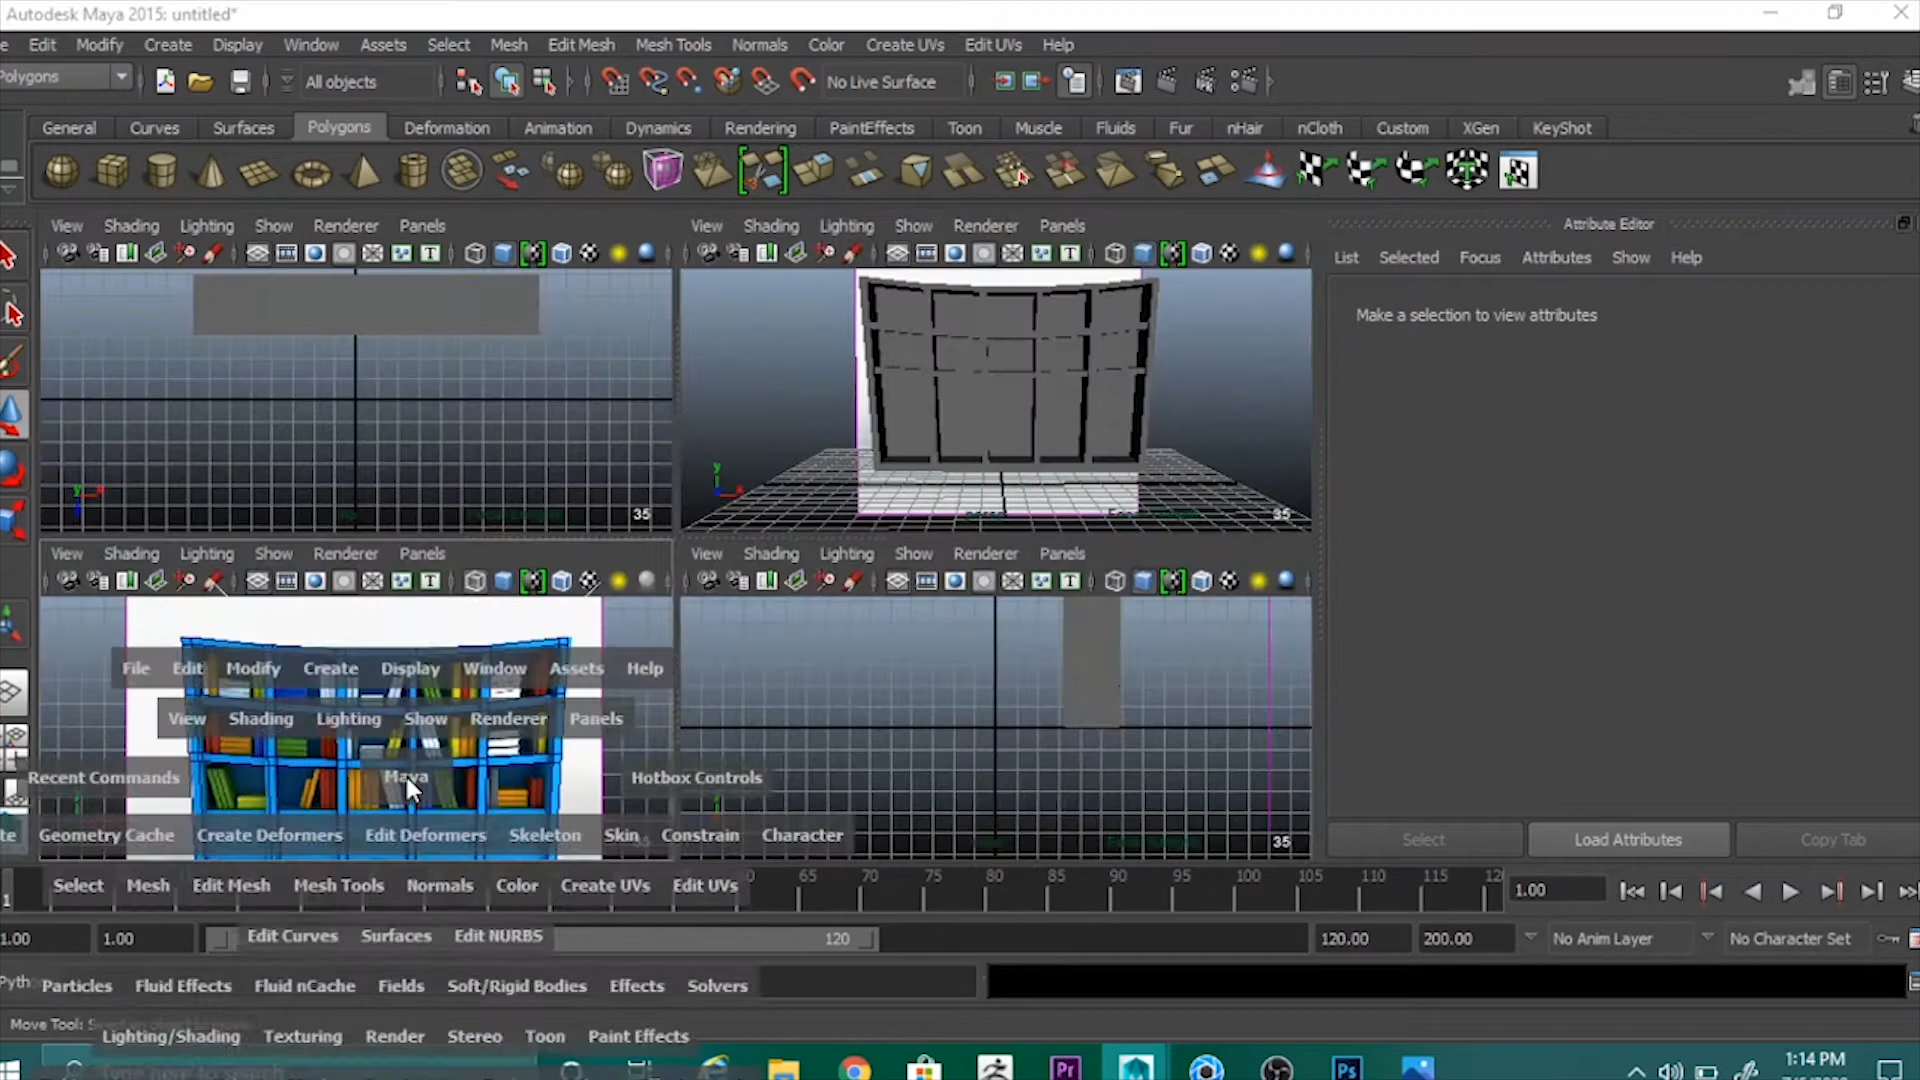 Autodesk Maya 2015: untitled*
Edit Modify Create Display Window Assets Select Mesh Edit Mesh Mesh Tools Normals Color Create UVs Edit UVs Help
Polygons All objects No Live Surface
General Curves Surfaces Polygons Deformation Animation Dynamics Rendering PaintEffects Toon Muscle Fluids Fur nHair nCloth Custom XGen KeyShot
View Shading Lighting Show Renderer Panels
View Shading Lighting Show Renderer Panels
Attribute Editor
List Selected Focus Attributes Show Help
Make a selection to view attributes
y x 35
y x persp 35
View Shading Lighting Show Renderer Panels
View Shading Lighting Show Renderer Panels
File Edit Modify Create Display Window Assets Help
View Shading Lighting Show Renderer Panels
Recent Commands Maya Hotbox Controls
Geometry Cache Create Deformers Edit Deformers Skeleton Skin Constrain Character
35
Select Load Attributes Copy Tab
Select Mesh Edit Mesh Mesh Tools Normals Color Create UVs Edit UVs
65 70 75 80 85 90 95 100 105 110 115 120
1 1.00
1.00 1.00 Edit Curves Surfaces Edit NURBS 120 120.00 200.00 No Anim Layer No Character Set
Particles Fluid Effects Fluid nCache Fields Soft/Rigid Bodies Effects Solvers
Move Tool:
Lighting/Shading Texturing Render Stereo Toon Paint Effects
Type here to search
Pr Ps
1:14 PM